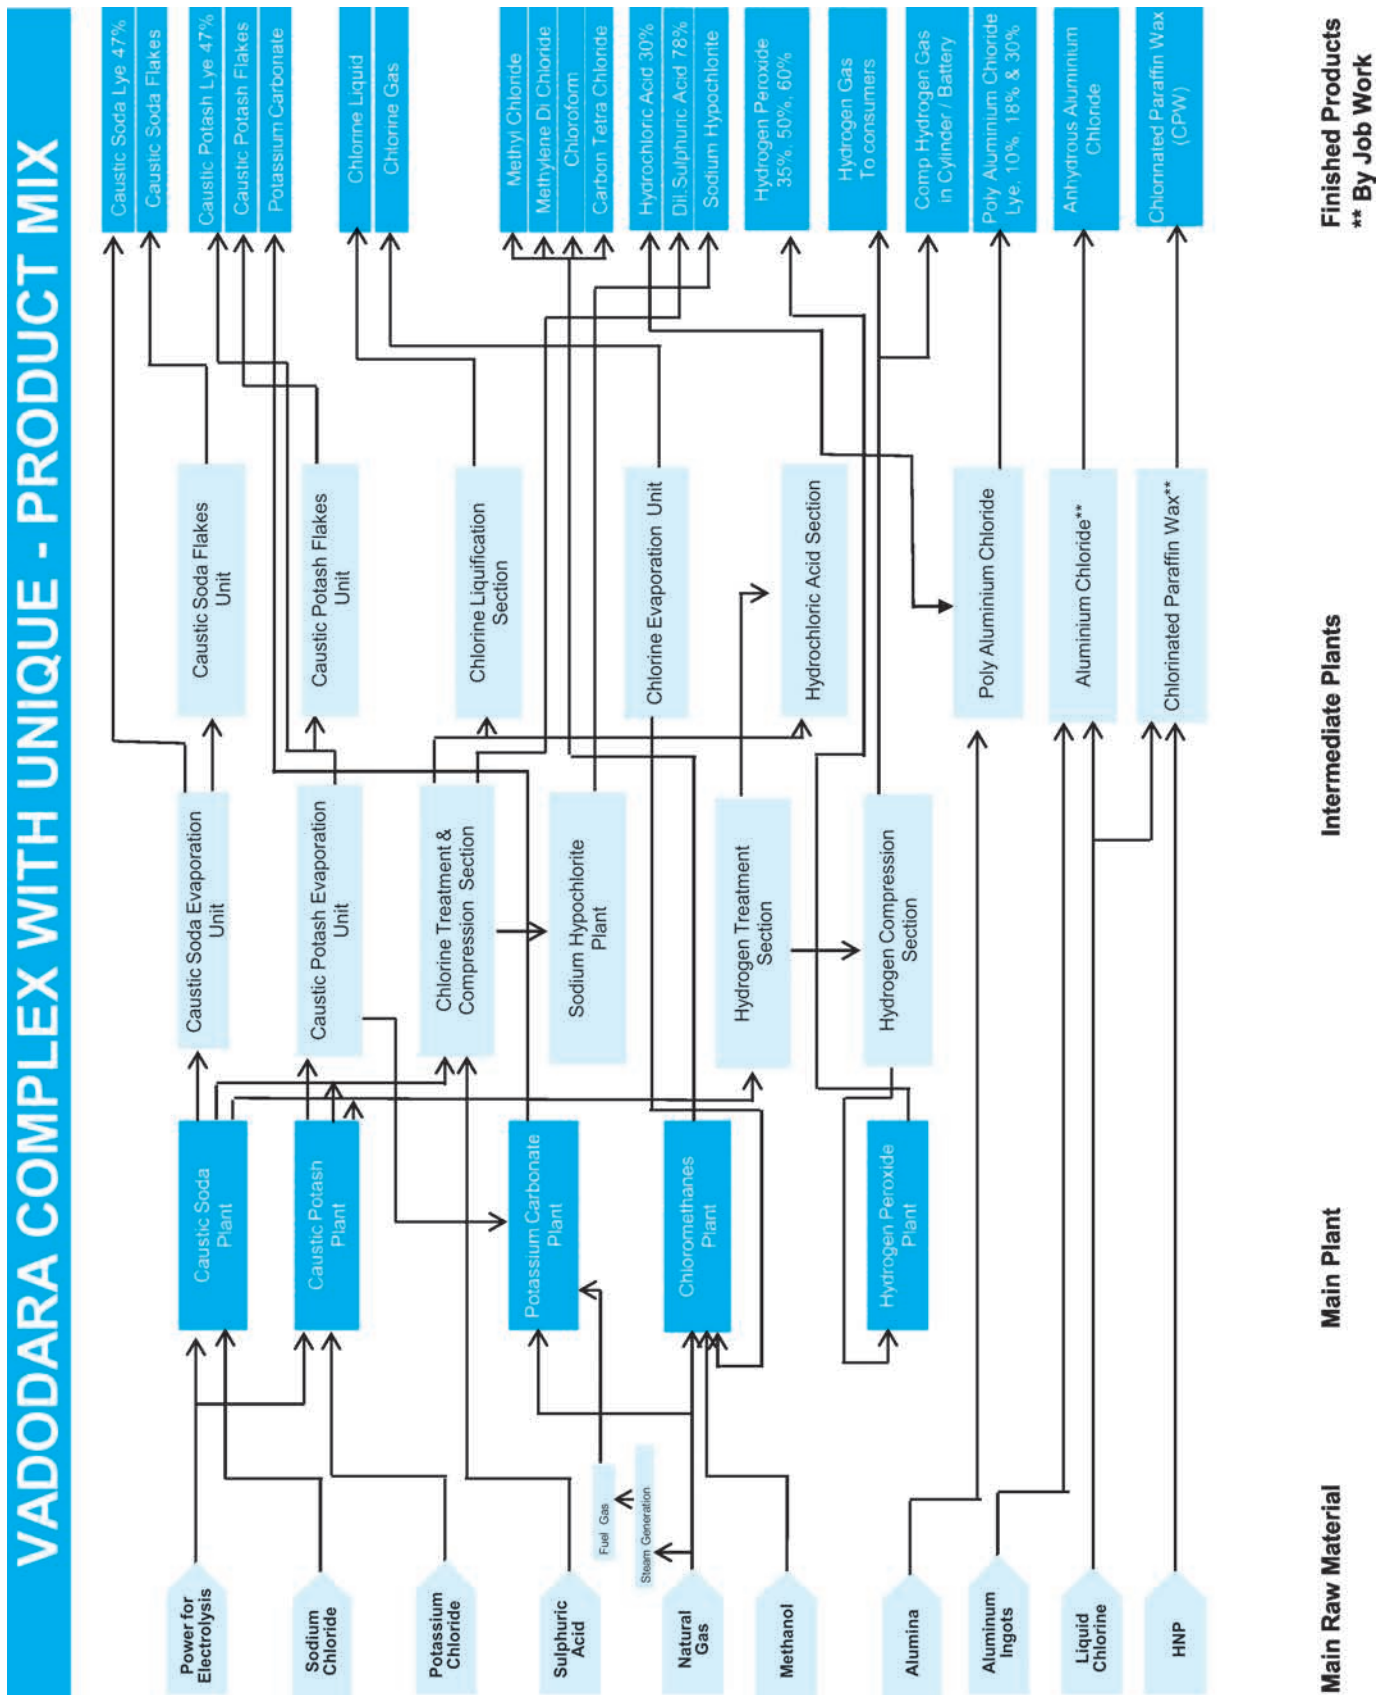 VADODARA COMPLEX WITH UNIQUE - PRODUCT MIX
Main Raw Material
Main Plant
Intermediate Plants
Finished Products
** By Job Work
Power for
Electrolysis
Sodium
Chloride
Potassium
Chloride
Sulphuric
Acid
Natural
Gas
Methanol
Alumina
Aluminum
Ingots
Liquid
Chlorine
HNP
Fuel Gas
Steam Generation
Caustic Soda
Plant
Caustic Potash
Plant
Potassium Carbonate
Plant
Chloromethanes
Plant
Hydrogen Peroxide
Plant
Caustic Soda Evaporation
Unit
Caustic Potash Evaporation
Unit
Chlorine Treatment &
Compression Section
Sodium Hypochlorite
Plant
Hydrogen Treatment
Section
Hydrogen Compression
Section
Caustic Soda Flakes
Unit
Caustic Potash Flakes
Unit
Chlorine Liquification
Section
Chlorine Evaporation Unit
Hydrochloric Acid Section
Poly Aluminium Chloride
Aluminium Chloride**
Chlorinated Paraffin Wax**
Caustic Soda Lye 47%
Caustic Soda Flakes
Caustic Potash Lye 47%
Caustic Potash Flakes
Potassium Carbonate
Chlorine Liquid
Chlorine Gas
Methyl Chloride
Methylene Di Chloride
Chloroform
Carbon Tetra Chloride
Hydrochloric Acid 30%
Dil.Sulphuric Acid 78%
Sodium Hypochlorite
Hydrogen Peroxide
35%, 50%, 60%
Hydrogen Gas
To consumers
Comp Hydrogen Gas
in Cylinder / Battery
Poly Aluminium Chloride
Lye, 10%, 18% & 30%
Anhydrous Aluminium
Chloride
Chlorinated Paraffin Wax
(CPW)